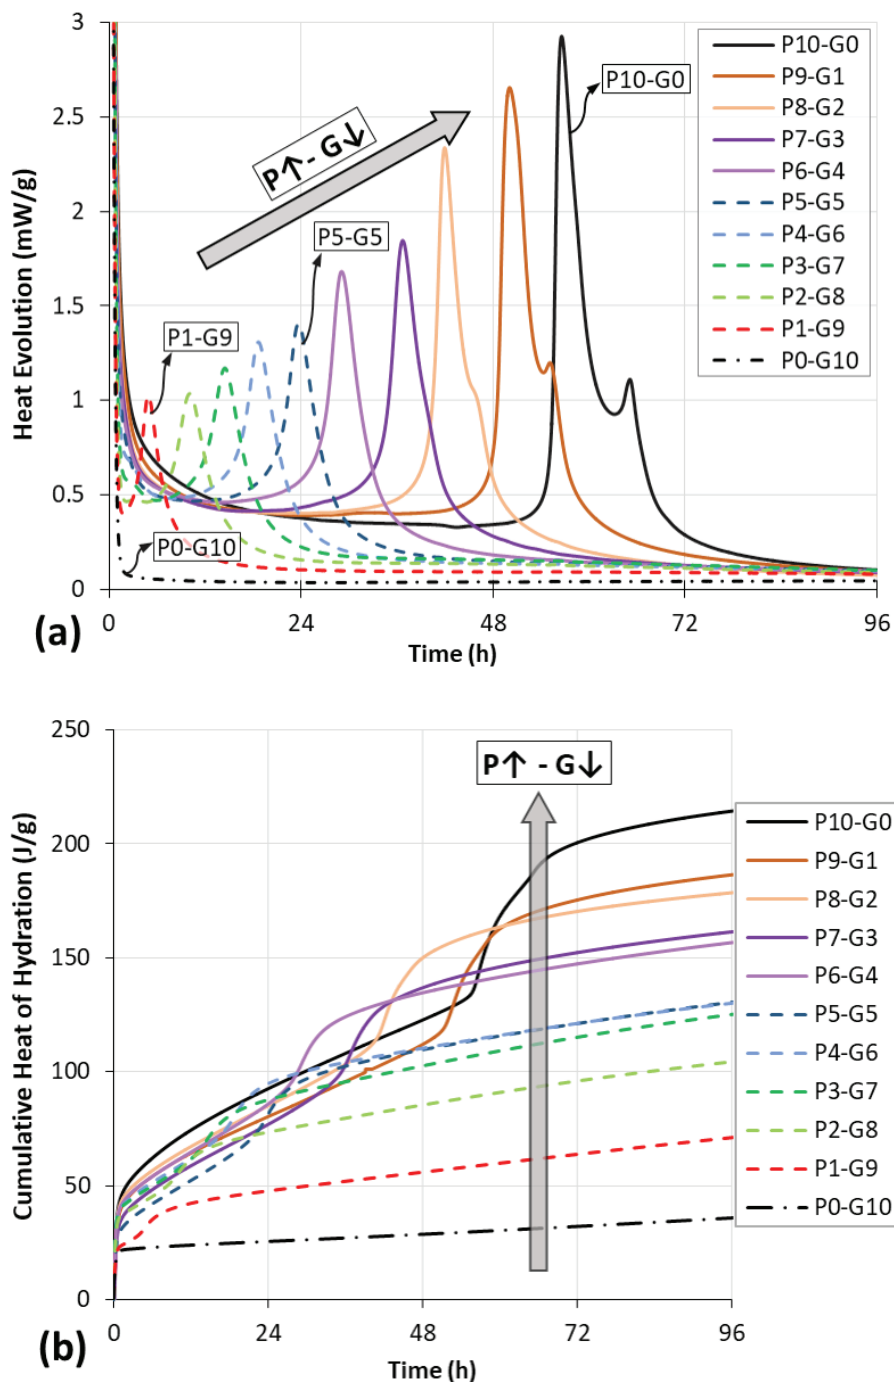 3
2.5
2
1.5
1
0.5
0
Heat Evolution (mW/g)
P↑- G↓
P10-G0
P5-G5
P1-G9
P0-G10
P10-G0
P9-G1
P8-G2
P7-G3
P6-G4
P5-G5
P4-G6
P3-G7
P2-G8
P1-G9
P0-G10
0 24 48 72 96
Time (h)
(a)
250
200
150
100
50
0
Cumulative Heat of Hydration (J/g)
P↑ - G↓
P10-G0
P9-G1
P8-G2
P7-G3
P6-G4
P5-G5
P4-G6
P3-G7
P2-G8
P1-G9
P0-G10
0 24 48 72 96
Time (h)
(b)